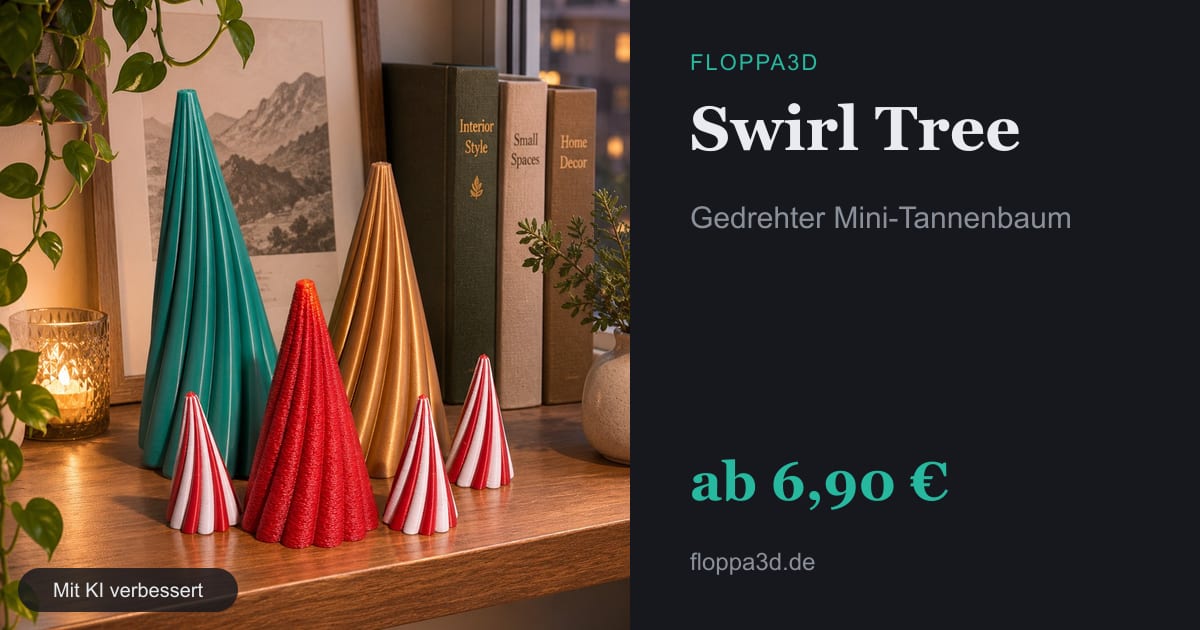 Interior
Style
Small
Spaces
Home
Decor
Mit KI verbessert
FLOPPA3D
Swirl Tree
Gedrehter Mini-Tannenbaum
ab 6,90 €
floppa3d.de